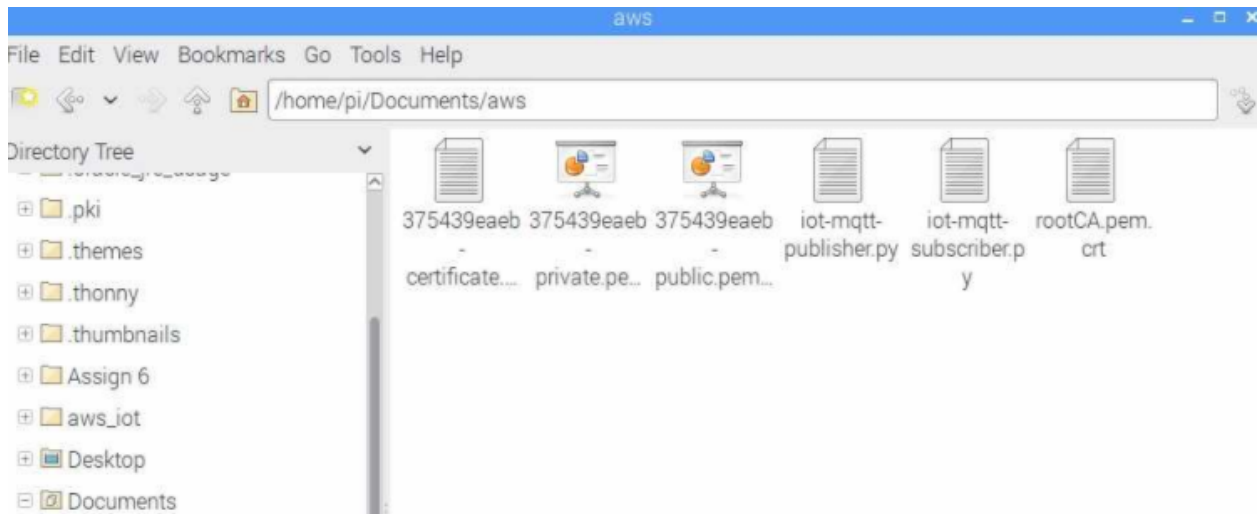 aws
File Edit View Bookmarks Go Tools Help
/home/pi/Documents/aws
Directory Tree
.pki
.themes
.thonny
.thumbnails
Assign 6
aws_iot
Desktop
Documents
375439eaeb
-
certificate....
375439eaeb
-
private.pe...
375439eaeb
-
public.pem...
iot-mqtt-
publisher.py
iot-mqtt-
subscriber.p
y
rootCA.pem.
crt